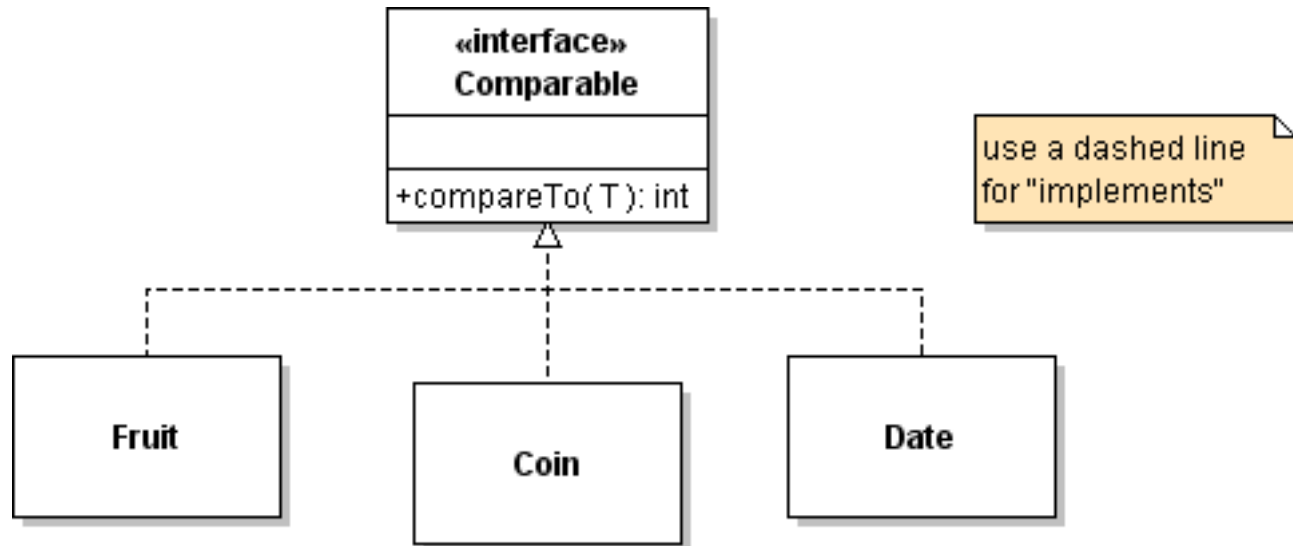 «interface»
Comparable
+compareTo( T ): int
use a dashed line
for "implements"
Fruit
Coin
Date